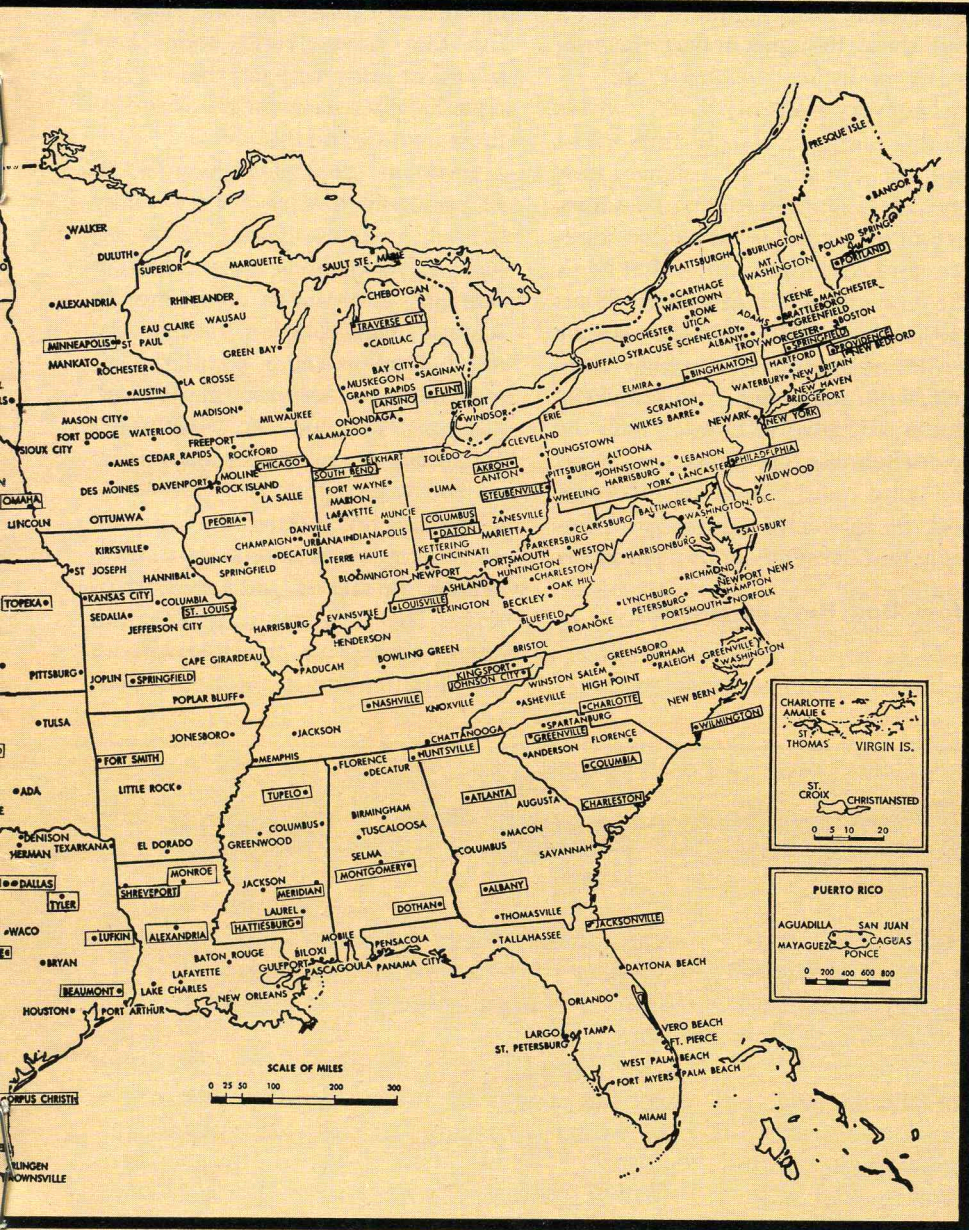 PRESQUE ISLE
BANGOR
WALKER
POLAND SPRING
DULUTH
SUPERIOR
MARQUETTE
SAULT STE. MARIE
PLATTSBURGH
BURLINGTON
MT. WASHINGTON
PORTLAND
CHEBOYGAN
CARTHAGE
WATERTOWN
KEENE
MANCHESTER
ALEXANDRIA
RHINELANDER
WAUSAU
EAU CLAIRE
TRAVERSE CITY
ROME
UTICA
ADAMS
BRATTLEBORO
GREENFIELD
BOSTON
MINNEAPOLIS
ST PAUL
GREEN BAY
CADILLAC
ROCHESTER
SYRACUSE
SCHENECTADY
ALBANY
TROY
WORCESTER
SPRINGFIELD
PROVIDENCE
NEW BEDFORD
MANKATO
ROCHESTER
BAY CITY
SAGINAW
BUFFALO
HARTFORD
NEW BRITAIN
AUSTIN
LA CROSSE
MUSKEGON
GRAND RAPIDS
FLINT
LANSING
ELMIRA
BINGHAMTON
WATERBURY
NEW HAVEN
BRIDGEPORT
MASON CITY
MADISON
MILWAUKEE
ONONDAGA
KALAMAZOO
DETROIT
WINDSOR
ERIE
SCRANTON
WILKES BARRE
NEWARK
NEW YORK
FORT DODGE
WATERLOO
FREEPORT
ROCKFORD
SIOUX CITY
AMES
CEDAR RAPIDS
CHICAGO
SOUTH BEND
ELKHART
TOLEDO
CLEVELAND
AKRON
CANTON
YOUNGSTOWN
PITTSBURGH
ALTOONA
JOHNSTOWN
HARRISBURG
LEBANON
LANCASTER
YORK
PHILADELPHIA
WILDWOOD
DES MOINES
DAVENPORT
MOLINE
ROCK ISLAND
LA SALLE
FORT WAYNE
MARION
LAFAYETTE
MUNCIE
LIMA
STEUBENVILLE
WHEELING
OMAHA
LINCOLN
OTTUMWA
PEORIA
DANVILLE
CHAMPAIGN
URBANA
INDIANAPOLIS
COLUMBUS
DATON
ZANESVILLE
MARIETTA
CLARKSBURG
BALTIMORE
WASHINGTON, D.C.
SALISBURY
KIRKSVILLE
QUINCY
DECATUR
TERRE HAUTE
KETTERING
CINCINNATI
PARKERSBURG
PORTSMOUTH
WESTON
HARRISONBURG
ST JOSEPH
HANNIBAL
SPRINGFIELD
BLOOMINGTON
NEWPORT
ASHLAND
HUNTINGTON
CHARLESTON
OAK HILL
BECKLEY
RICHMOND
NEWPORT NEWS
HAMPTON
TOPEKA
KANSAS CITY
COLUMBIA
SEDALIA
ST. LOUIS
JEFFERSON CITY
EVANSVILLE
LOUISVILLE
LEXINGTON
BLUEFIELD
ROANOKE
LYNCHBURG
PETERSBURG
PORTSMOUTH
NORFOLK
HARRISBURG
HENDERSON
CAPE GIRARDEAU
PADUCAH
BOWLING GREEN
BRISTOL
KINGSPORT
JOHNSON CITY
GREENSBORO
DURHAM
RALEIGH
GREENVILLE
WASHINGTON
PITTSBURG
JOPLIN
SPRINGFIELD
POPLAR BLUFF
NASHVILLE
KNOXVILLE
WINSTON SALEM
HIGH POINT
ASHEVILLE
CHARLOTTE
NEW BERN
WILMINGTON
TULSA
JONESBORO
JACKSON
MEMPHIS
CHATTANOOGA
SPARTANBURG
GREENVILLE
FLORENCE
ANDERSON
COLUMBIA
FORT SMITH
FLORENCE
HUNTSVILLE
DECATUR
ADA
LITTLE ROCK
TUPELO
ATLANTA
AUGUSTA
CHARLESTON
BIRMINGHAM
COLUMBUS
TUSCALOOSA
MACON
DENISON
HERMAN
TEXARKANA
EL DORADO
GREENWOOD
SELMA
COLUMBUS
SAVANNAH
MONROE
MONTGOMERY
DALLAS
SHREVEPORT
JACKSON
MERIDIAN
ALBANY
TYLER
LAUREL
HATTIESBURG
DOTHAN
THOMASVILLE
JACKSONVILLE
WACO
LUFKIN
ALEXANDRIA
MOBILE
PENSACOLA
TALLAHASSEE
BRYAN
BATON ROUGE
BILOXI
GULFPORT
PASCAGOULA
PANAMA CITY
LAFAYETTE
DAYTONA BEACH
BEAUMONT
LAKE CHARLES
NEW ORLEANS
ORLANDO
HOUSTON
PORT ARTHUR
LARGO
TAMPA
ST. PETERSBURG
VERO BEACH
FT. PIERCE
WEST PALM BEACH
PALM BEACH
FORT MYERS
MIAMI
ORPUS CHRISTI
RLINGEN
OWNSVILLE
SCALE OF MILES
0 25 50 100 200 300
CHARLOTTE
AMALIE
ST
THOMAS
VIRGIN IS.
ST.
CROIX
CHRISTIANSTED
0 5 10 20
PUERTO RICO
AGUADILLA
SAN JUAN
MAYAGUEZ
CAGUAS
PONCE
0 200 400 600 800